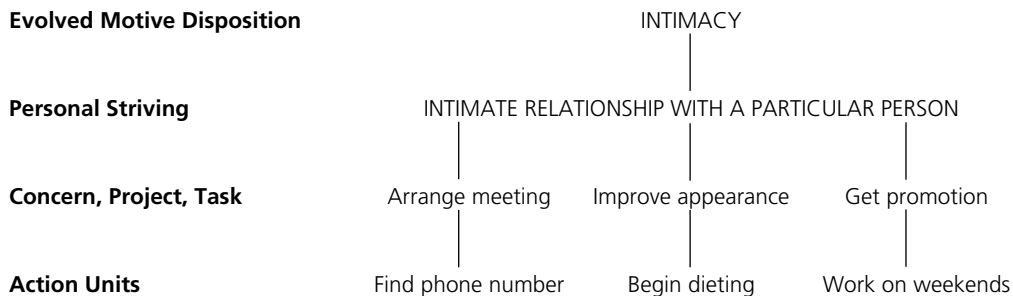 Evolved Motive Disposition INTIMACY
Personal Striving INTIMATE RELATIONSHIP WITH A PARTICULAR PERSON
Concern, Project, Task Arrange meeting Improve appearance Get promotion
Action Units Find phone number Begin dieting Work on weekends